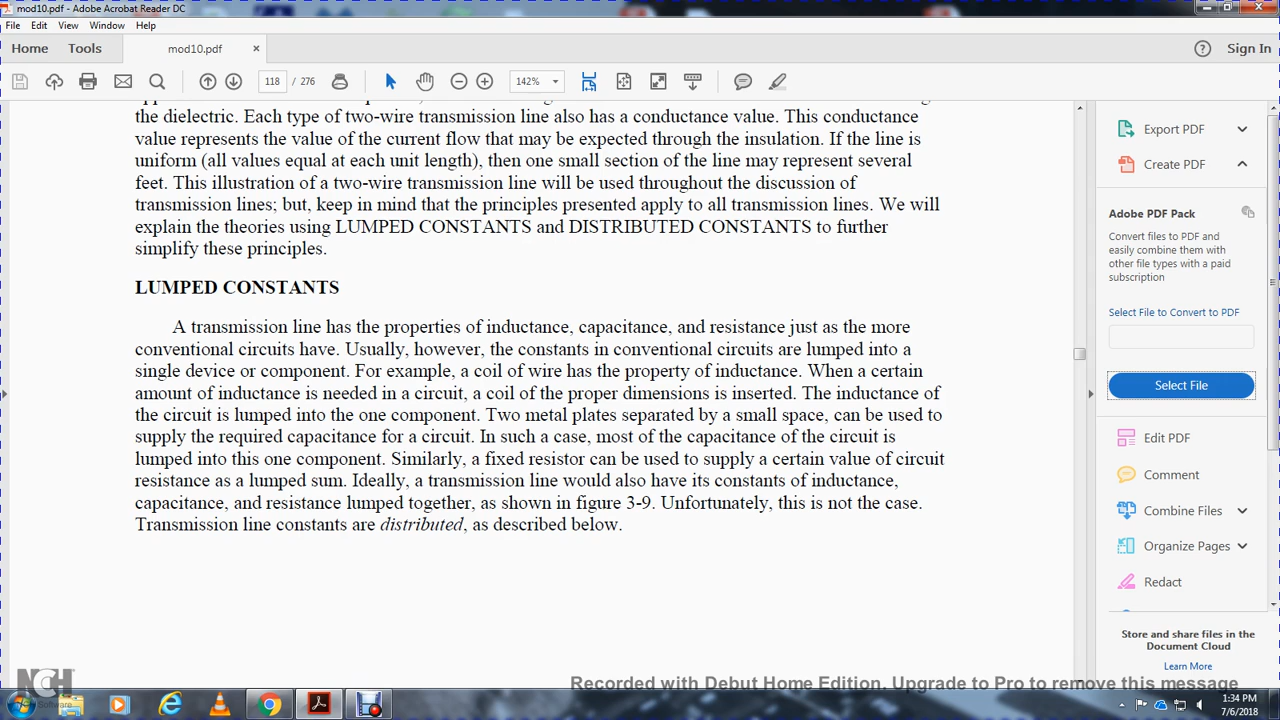 mod10.pdf - Adobe Acrobat Reader DC
File Edit View Window Help
Home Tools mod10.pdf × Sign In
118 / 276 142%
the dielectric. Each type of two-wire transmission line also has a conductance value. This conductance
value represents the value of the current flow that may be expected through the insulation. If the line is
uniform (all values equal at each unit length), then one small section of the line may represent several
feet. This illustration of a two-wire transmission line will be used throughout the discussion of
transmission lines; but, keep in mind that the principles presented apply to all transmission lines. We will
explain the theories using LUMPED CONSTANTS and DISTRIBUTED CONSTANTS to further
simplify these principles.
LUMPED CONSTANTS
A transmission line has the properties of inductance, capacitance, and resistance just as the more
conventional circuits have. Usually, however, the constants in conventional circuits are lumped into a
single device or component. For example, a coil of wire has the property of inductance. When a certain
amount of inductance is needed in a circuit, a coil of the proper dimensions is inserted. The inductance of
the circuit is lumped into the one component. Two metal plates separated by a small space, can be used to
supply the required capacitance for a circuit. In such a case, most of the capacitance of the circuit is
lumped into this one component. Similarly, a fixed resistor can be used to supply a certain value of circuit
resistance as a lumped sum. Ideally, a transmission line would also have its constants of inductance,
capacitance, and resistance lumped together, as shown in figure 3-9. Unfortunately, this is not the case.
Transmission line constants are distributed, as described below.
Export PDF
Create PDF
Adobe PDF Pack
Convert files to PDF and
easily combine them with
other file types with a paid
subscription
Select File to Convert to PDF
Select File
Edit PDF
Comment
Combine Files
Organize Pages
Redact
Store and share files in the
Document Cloud
Learn More
NCH
Software
Recorded with Debut Home Edition. Upgrade to Pro to remove this message
1:34 PM
7/6/2018